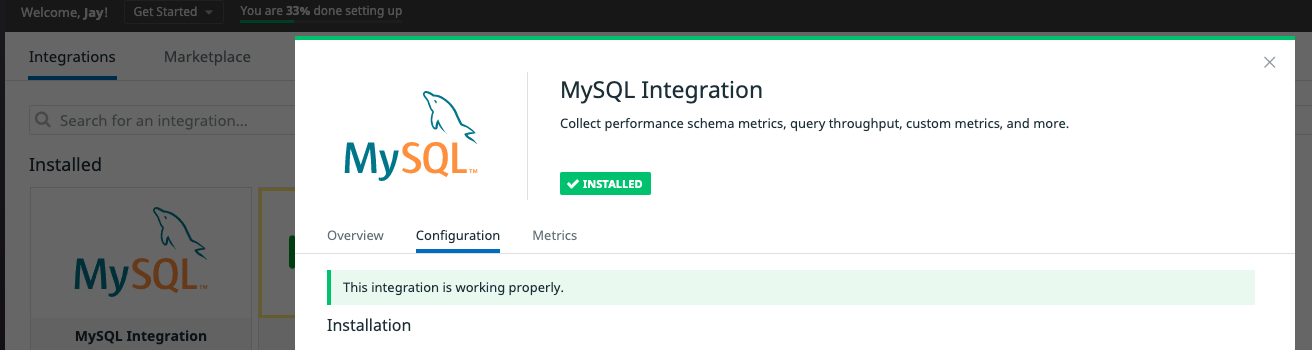 Welcome, Jay!
Get Started
You are 33% done setting up
Integrations
Marketplace
Search for an integration...
Installed
MySQL™
MySQL Integration
MySQL™
MySQL Integration
Collect performance schema metrics, query throughput, custom metrics, and more.
INSTALLED
Overview
Configuration
Metrics
This integration is working properly.
Installation